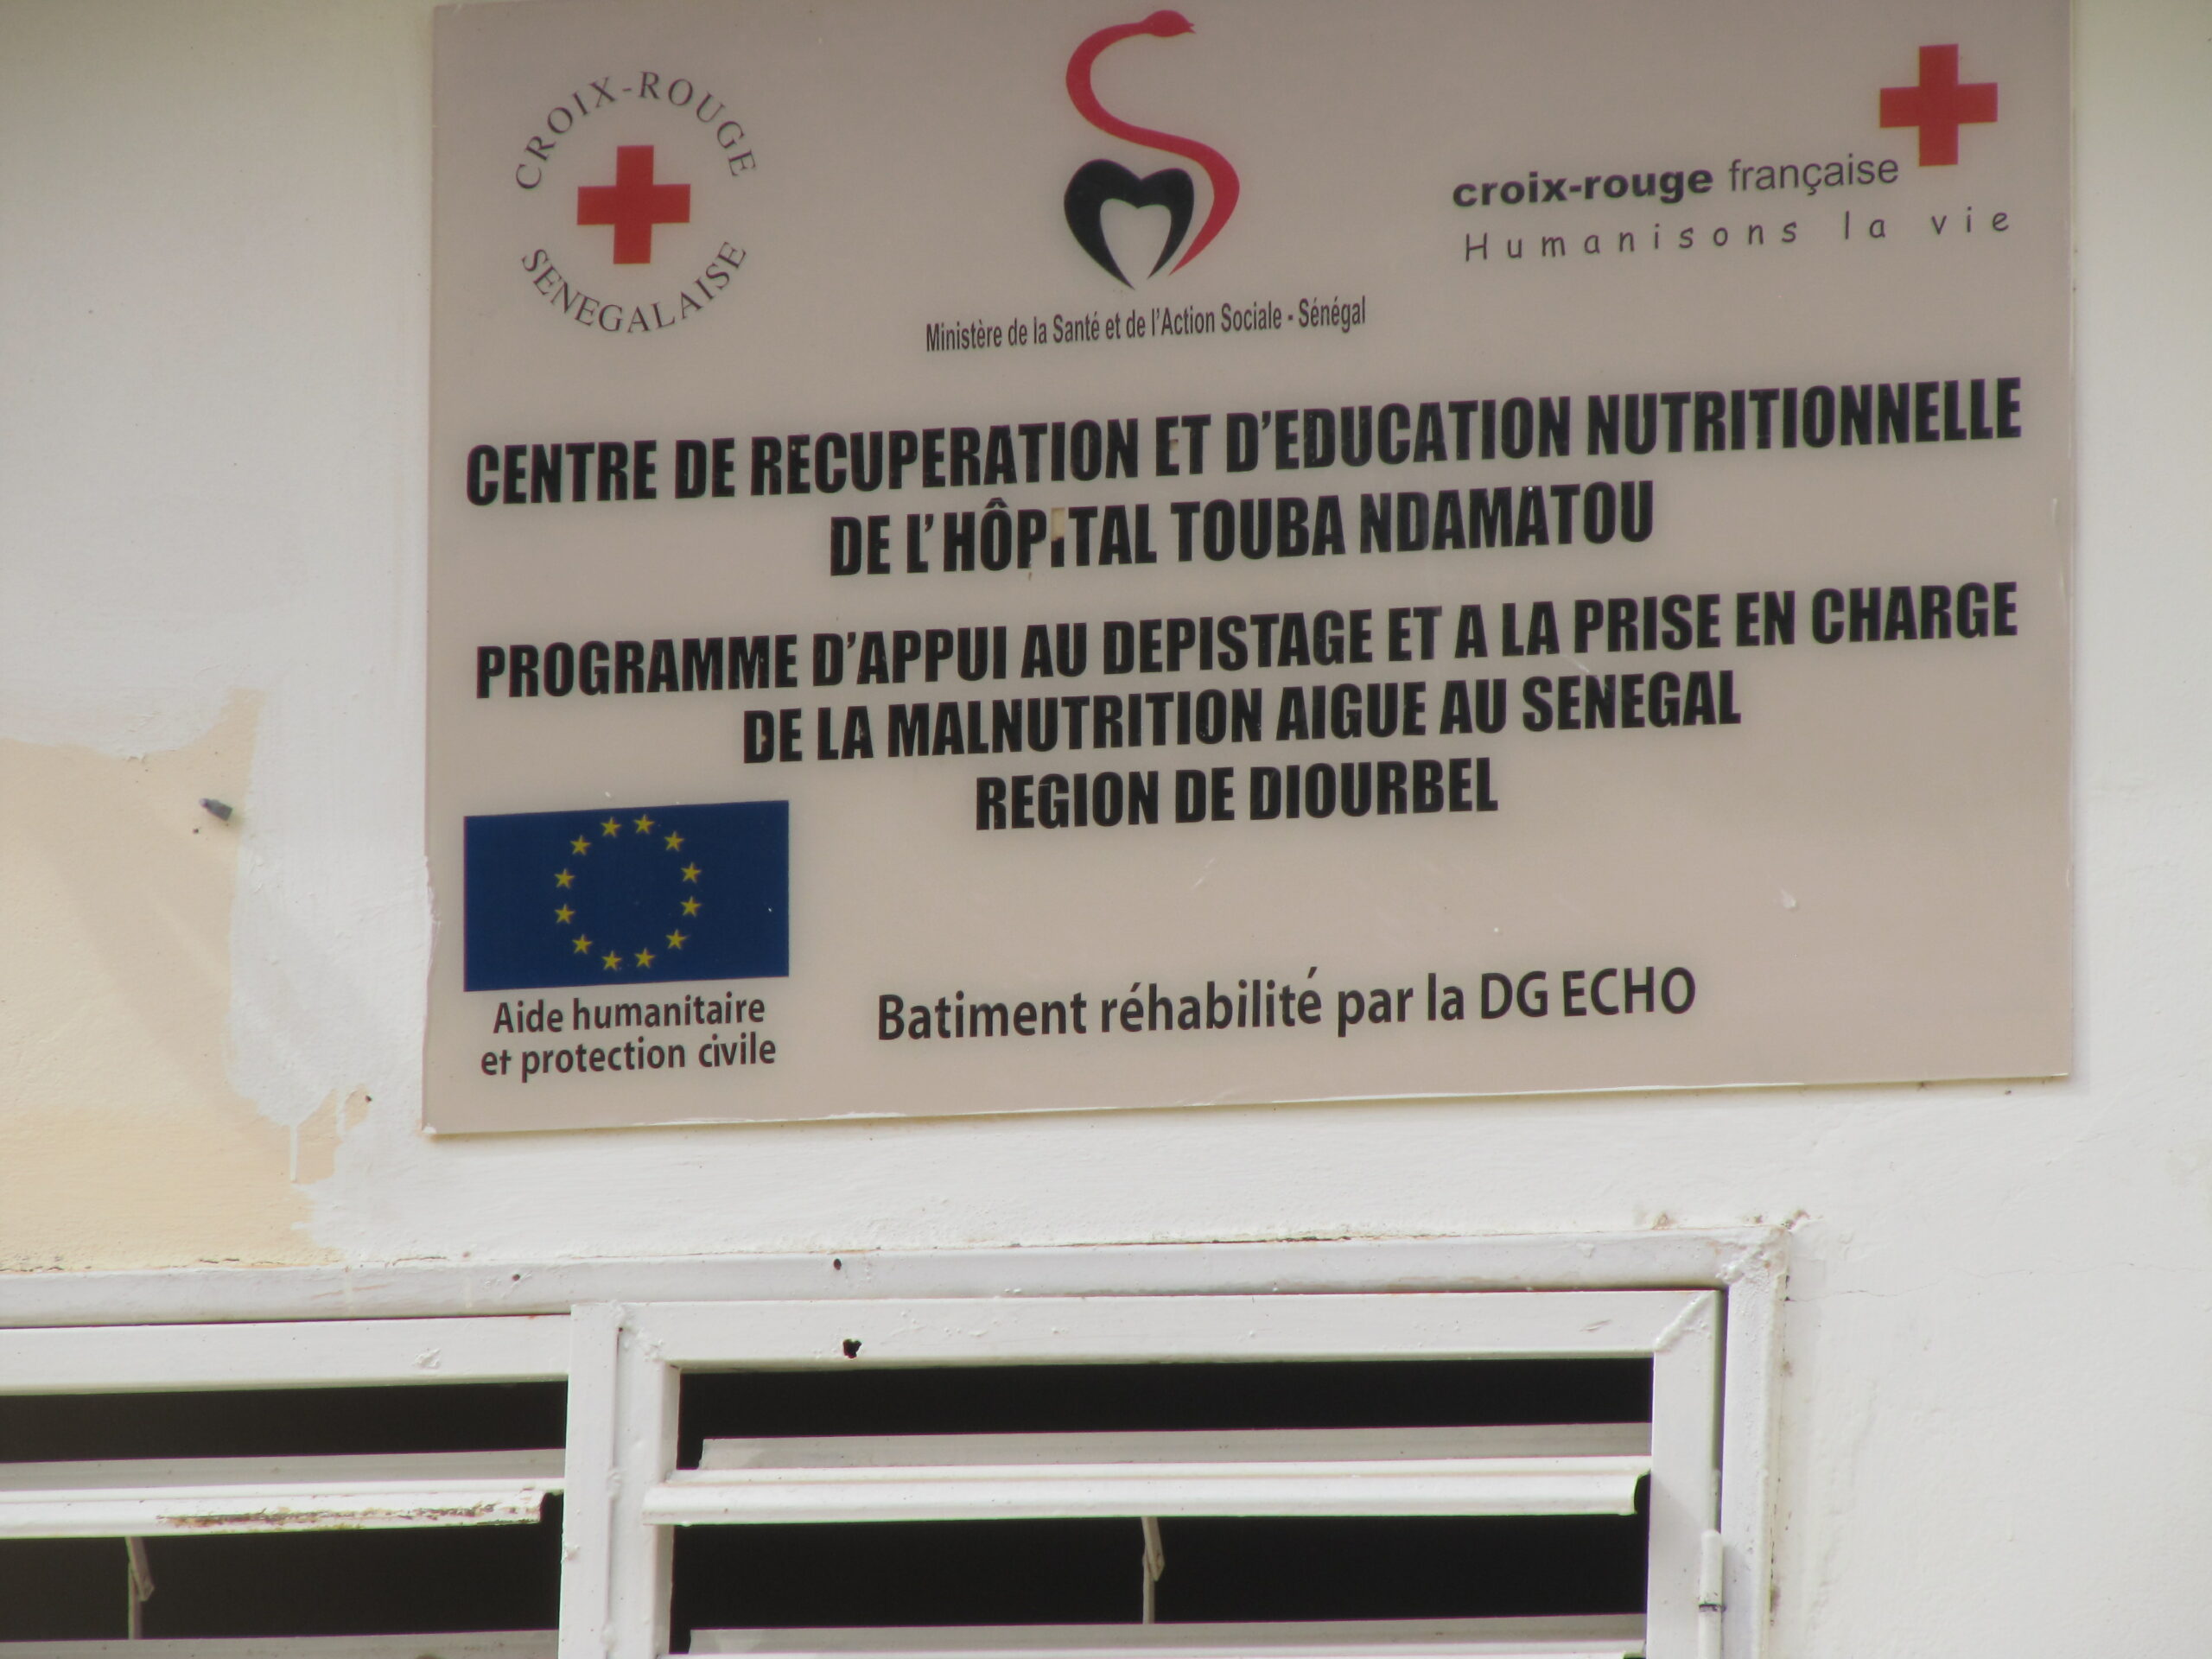 CROIX-ROUGE
SENEGALAISE
Ministère de la Santé et de l'Action Sociale - Sénégal
croix-rouge française
Humanisons la vie
CENTRE DE RECUPERATION ET D'EDUCATION NUTRITIONNELLE
DE L'HÔPITAL TOUBA NDAMATOU
PROGRAMME D'APPUI AU DEPISTAGE ET A LA PRISE EN CHARGE
DE LA MALNUTRITION AIGUE AU SENEGAL
REGION DE DIOURBEL
Aide humanitaire
et protection civile
Batiment réhabilité par la DG ECHO